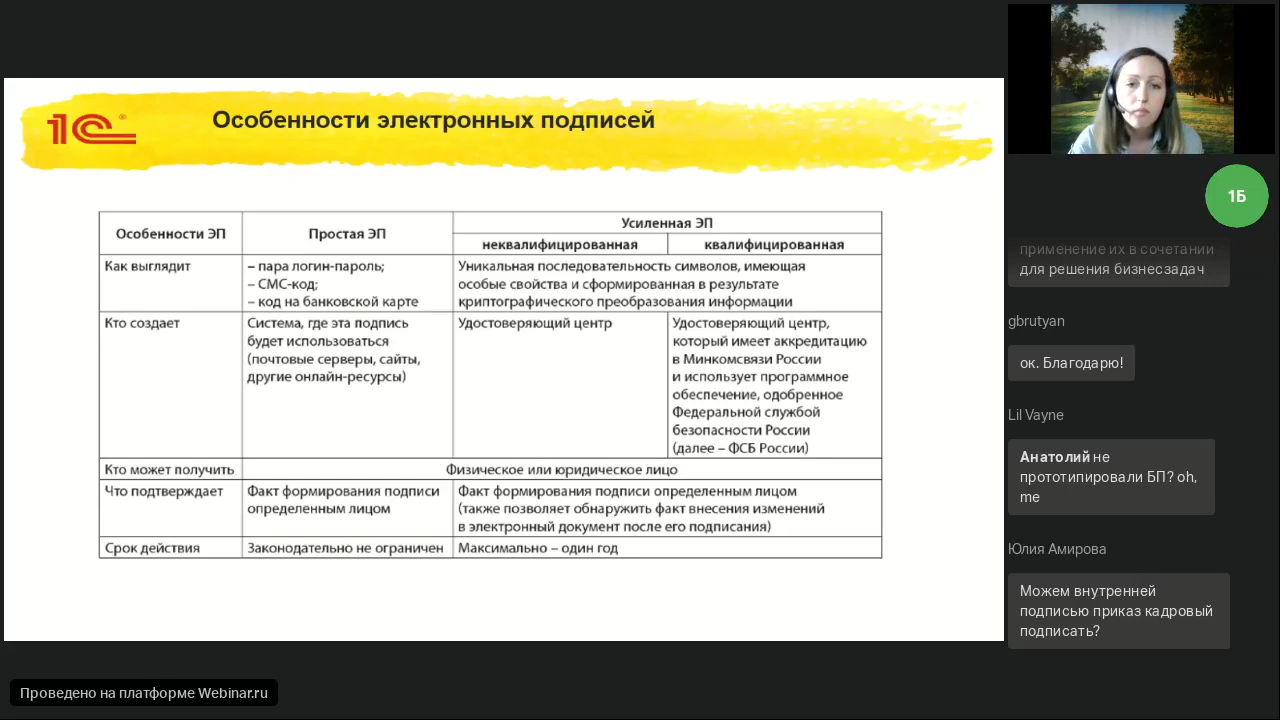 1С®
Особенности электронных подписей
Особенности ЭП
Простая ЭП
Усиленная ЭП
неквалифицированная
квалифицированная
Как выглядит
– пара логин-пароль;
– СМС-код;
– код на банковской карте
Уникальная последовательность символов, имеющая
особые свойства и сформированная в результате
криптографического преобразования информации
Кто создает
Система, где эта подпись
будет использоваться
(почтовые серверы, сайты,
другие онлайн-ресурсы)
Удостоверяющий центр
Удостоверяющий центр,
который имеет аккредитацию
в Минкомсвязи России
и использует программное
обеспечение, одобренное
Федеральной службой
безопасности России
(далее – ФСБ России)
Кто может получить
Физическое или юридическое лицо
Что подтверждает
Факт формирования подписи
определенным лицом
Факт формирования подписи определенным лицом
(также позволяет обнаружить факт внесения изменений
в электронный документ после его подписания)
Срок действия
Законодательно не ограничен
Максимально – один год
1Б
применение их в сочетании
для решения бизнесзадач
gbrutyan
ок. Благодарю!
Lil Vayne
Анатолий не
прототипировали БП? oh,
me
Юлия Амирова
Можем внутренней
подписью приказ кадровый
подписать?
Проведено на платформе Webinar.ru